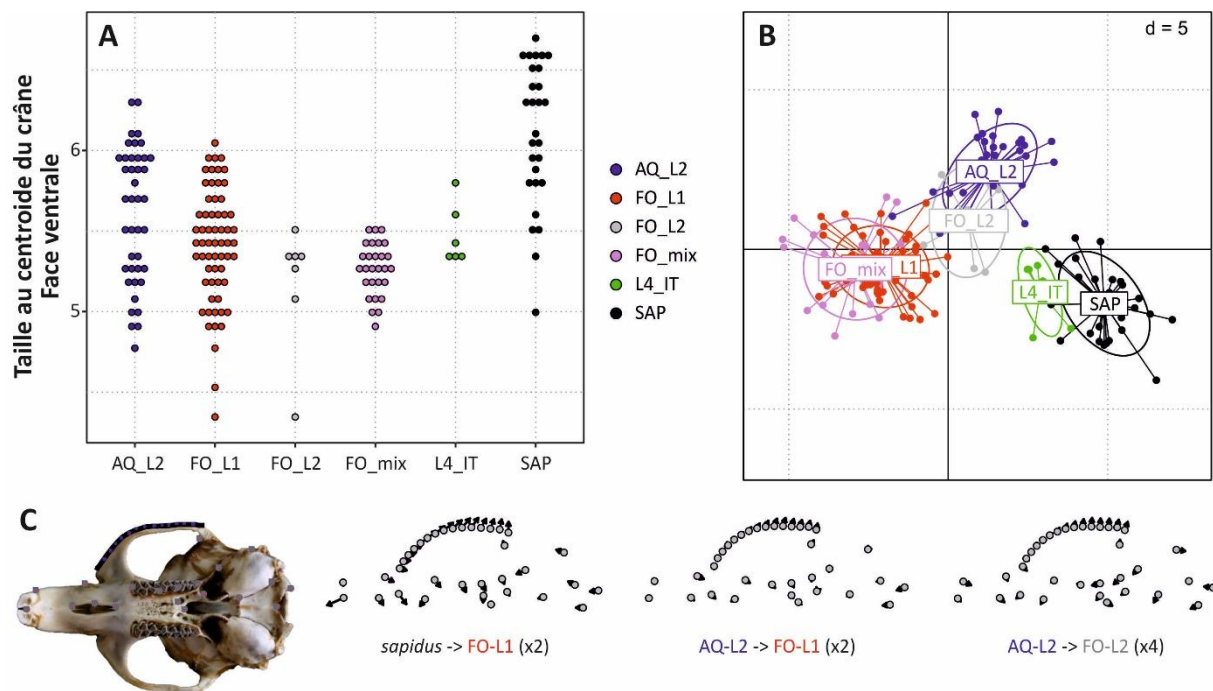 A
Taille au centroide du crâne
Face ventrale
6
5
AQ_L2 FO_L1 FO_L2 FO_mix L4_IT SAP
AQ_L2
FO_L1
FO_L2
FO_mix
L4_IT
SAP
B
d = 5
AQ_L2
FO_L2
FO_mix L1
L4_IT
SAP
C
sapidus -> FO-L1 (x2)
AQ-L2 -> FO-L1 (x2)
AQ-L2 -> FO-L2 (x4)